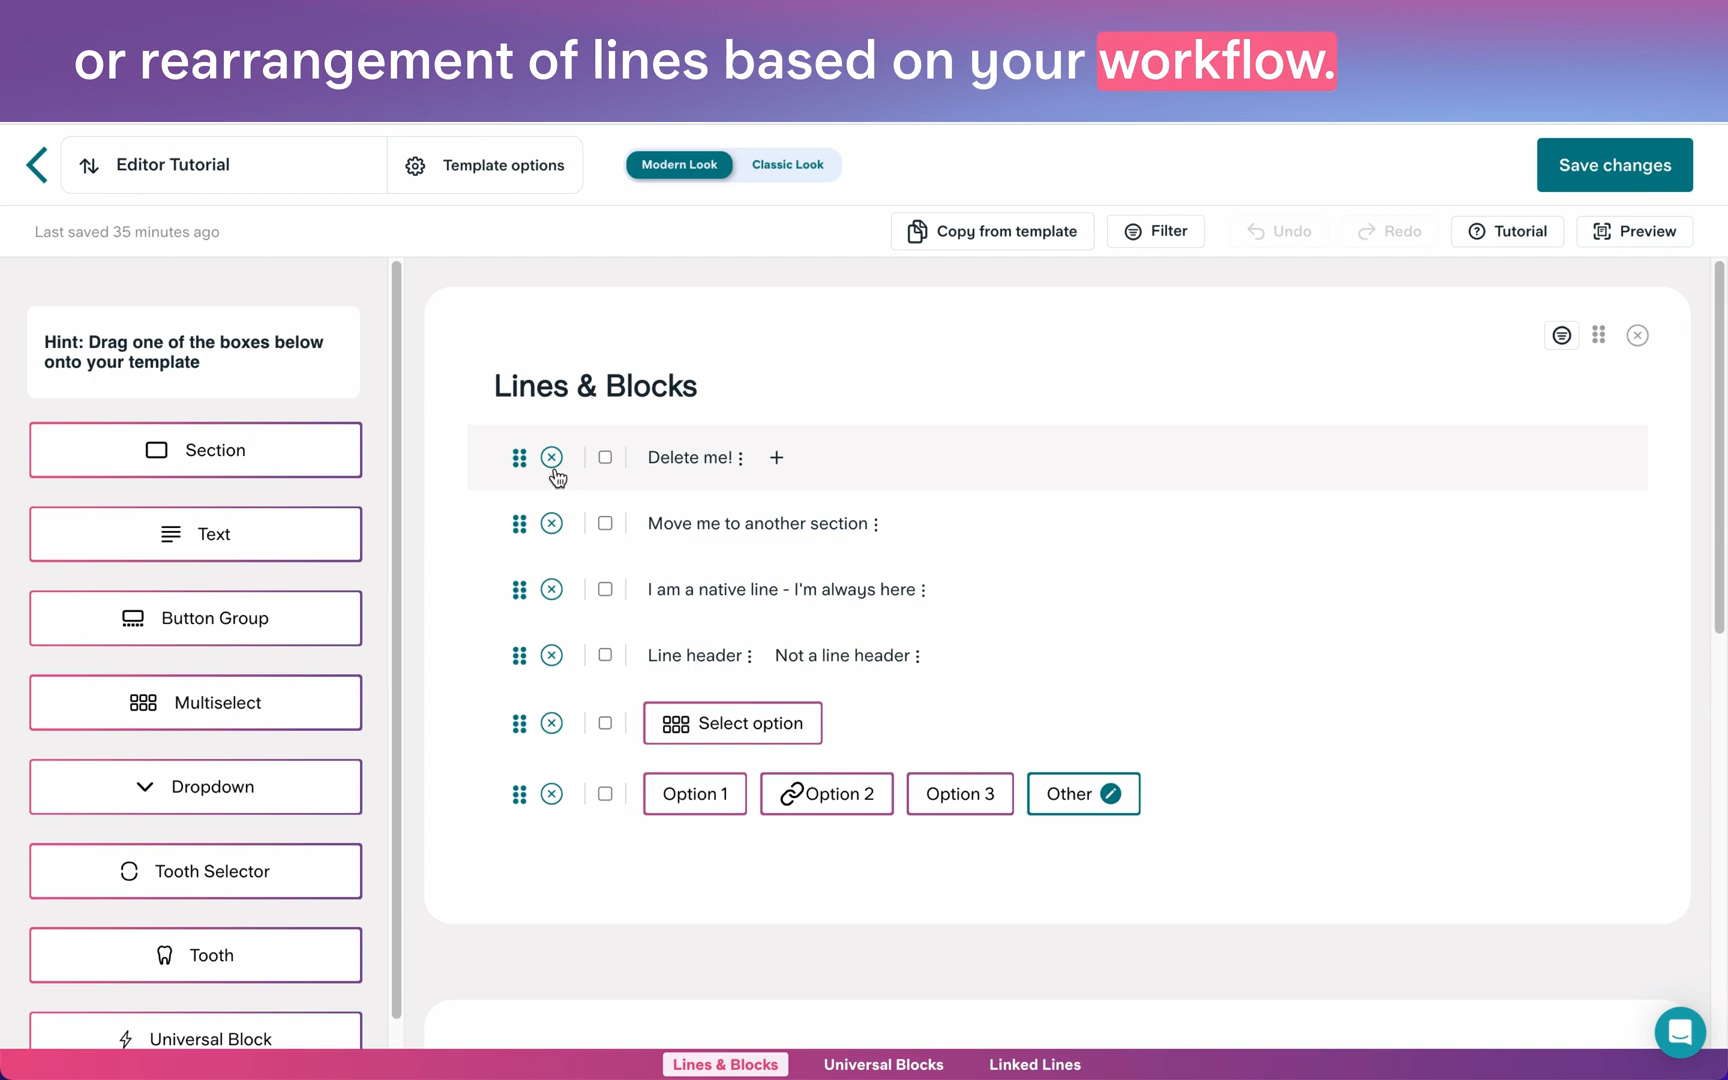 or rearrangement of lines based on your workflow.
Editor Tutorial
Template options
Modern Look
Classic Look
Save changes
Last saved 35 minutes ago
Copy from template
Filter
Undo
Redo
Tutorial
Preview
Hint: Drag one of the boxes below
onto your template
Section
Text
Button Group
Multiselect
Dropdown
Tooth Selector
Tooth
Universal Block
Lines & Blocks
Delete me!
Move me to another section
I am a native line - I'm always here
Line header Not a line header
Select option
Option 1 Option 2 Option 3 Other
Lines & Blocks
Universal Blocks
Linked Lines